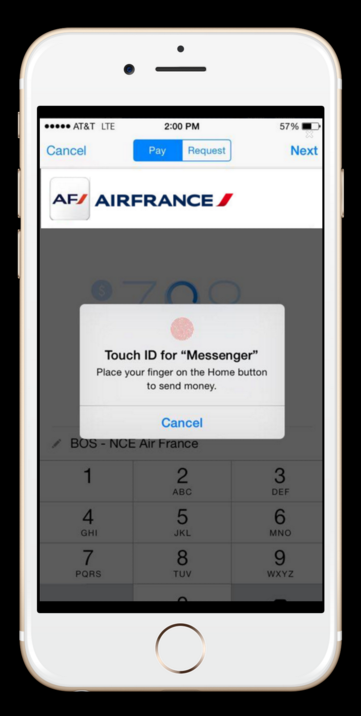 AT&T LTE 2:00 PM 57%
Cancel Pay Request Next
AF/ AIRFRANCE
$ 708
Touch ID for “Messenger”
Place your finger on the Home button
to send money.
Cancel
BOS - NCE Air France
1 2 3
ABC DEF
4 5 6
GHI JKL MNO
7 8 9
PQRS TUV WXYZ